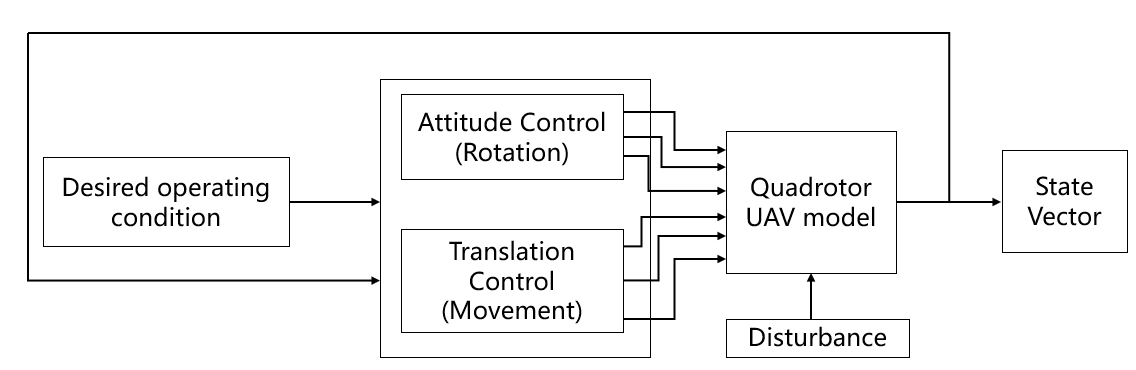 Attitude Control
(Rotation)
Desired operating
condition
Quadrotor
UAV model
State
Vector
Translation
Control
(Movement)
Disturbance